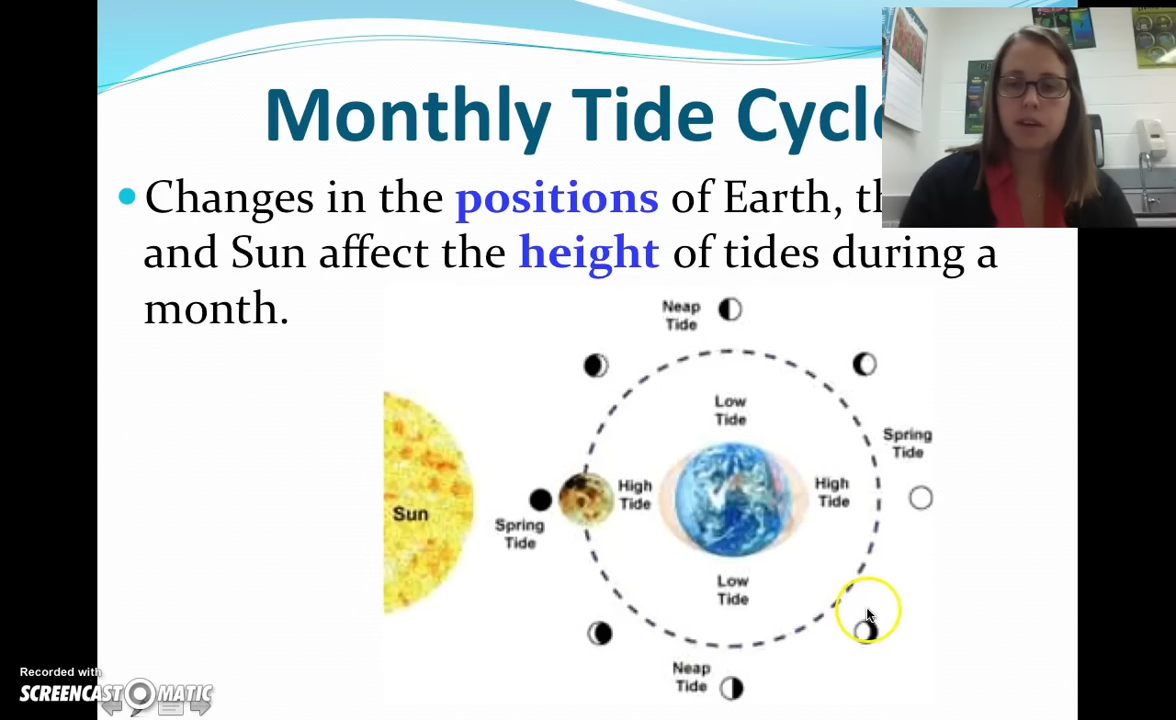 Monthly Tide Cycle
Changes in the positions of Earth, th
and Sun affect the height of tides during a
month.
Neap
Tide
Low
Tide
Spring
Tide
High
Tide
High
Tide
Sun
Spring
Tide
Low
Tide
Neap
Tide
Recorded with
SCREENCAST-O-MATIC